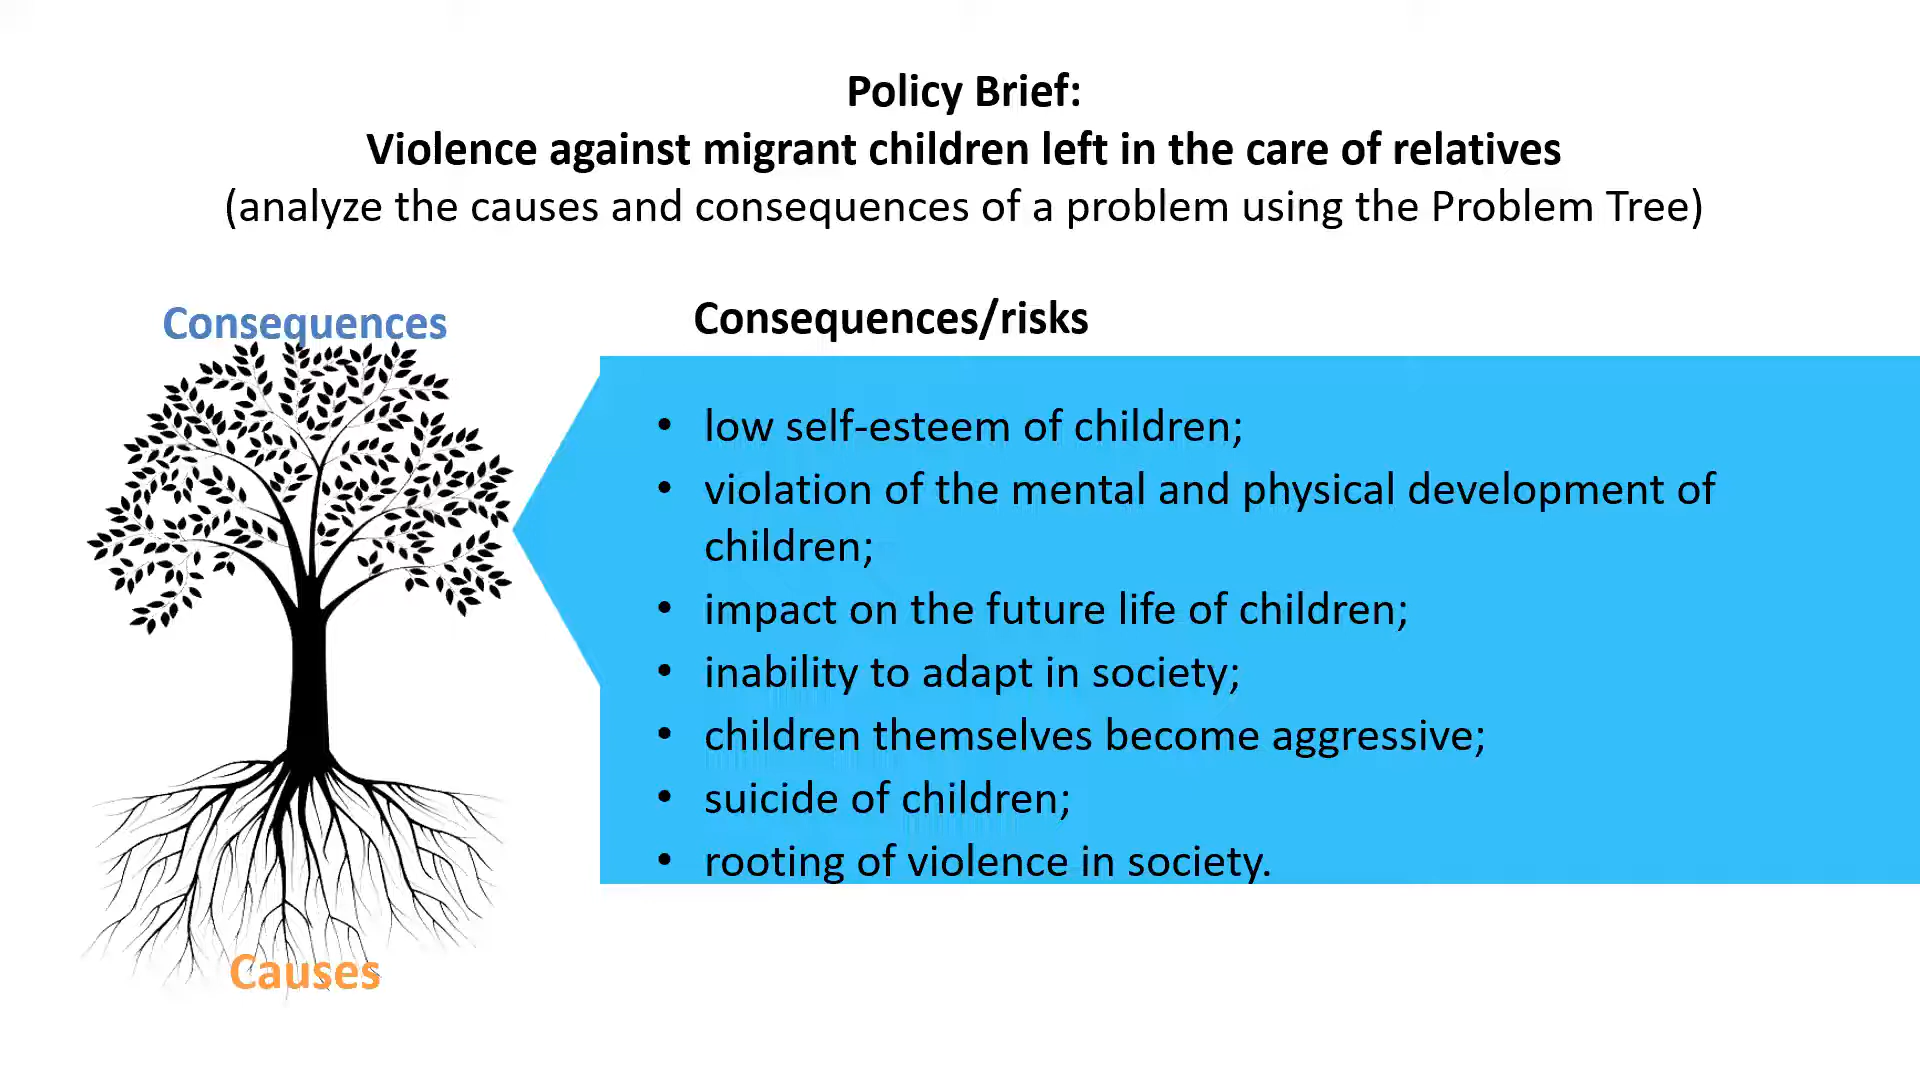 Policy Brief:
Violence against migrant children left in the care of relatives
(analyze the causes and consequences of a problem using the Problem Tree)
Consequences
Consequences/risks
• low self-esteem of children;
• violation of the mental and physical development of
children;
• impact on the future life of children;
• inability to adapt in society;
• children themselves become aggressive;
• suicide of children;
• rooting of violence in society.
Causes